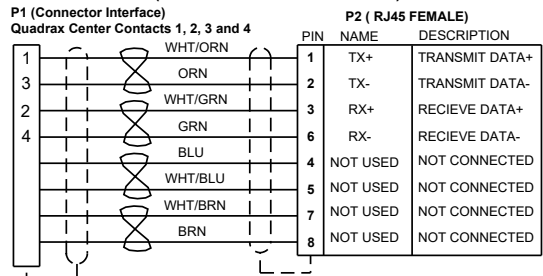 P1 (Connector Interface)
Quadrax Center Contacts 1, 2, 3 and 4
P2 ( RJ45 FEMALE)
PIN NAME DESCRIPTION
1 WHT/ORN 1 TX+ TRANSMIT DATA+
3 ORN 2 TX- TRANSMIT DATA-
2 WHT/GRN 3 RX+ RECIEVE DATA+
4 GRN 6 RX- RECIEVE DATA-
BLU 4 NOT USED NOT CONNECTED
WHT/BLU 5 NOT USED NOT CONNECTED
WHT/BRN 7 NOT USED NOT CONNECTED
BRN 8 NOT USED NOT CONNECTED